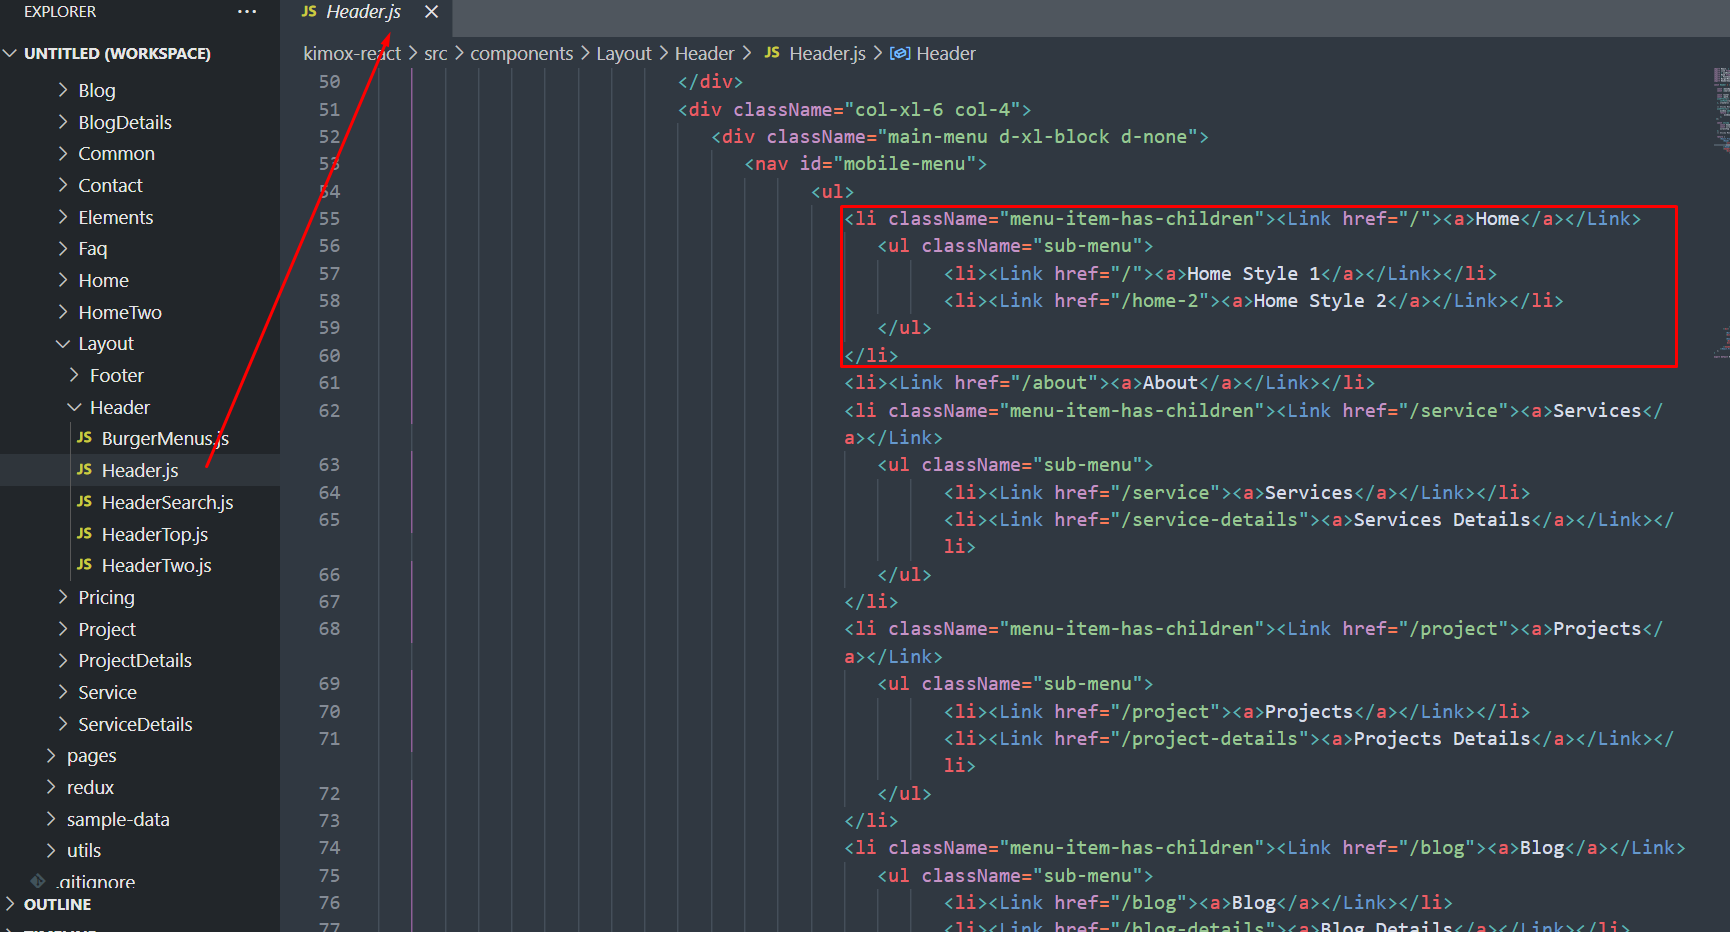 EXPLORER
···
JS Header.js ×
UNTITLED (WORKSPACE)
Blog
BlogDetails
Common
Contact
Elements
Faq
Home
HomeTwo
Layout
Footer
Header
JS BurgerMenus.js
JS Header.js
JS HeaderSearch.js
JS HeaderTop.js
JS HeaderTwo.js
Pricing
Project
ProjectDetails
Service
ServiceDetails
pages
redux
sample-data
utils
.gitignore
OUTLINE
TIMELINE
kimox-react > src > components > Layout > Header > JS Header.js > Header
50 </div>
51 <div className="col-xl-6 col-4">
52 <div className="main-menu d-xl-block d-none">
53 <nav id="mobile-menu">
54 <ul>
55 <li className="menu-item-has-children"><Link href="/"><a>Home</a></Link>
56 <ul className="sub-menu">
57 <li><Link href="/"><a>Home Style 1</a></Link></li>
58 <li><Link href="/home-2"><a>Home Style 2</a></Link></li>
59 </ul>
60 </li>
61 <li><Link href="/about"><a>About</a></Link></li>
62 <li className="menu-item-has-children"><Link href="/service"><a>Services</
a></Link>
63 <ul className="sub-menu">
64 <li><Link href="/service"><a>Services</a></Link></li>
65 <li><Link href="/service-details"><a>Services Details</a></Link></
li>
66 </ul>
67 </li>
68 <li className="menu-item-has-children"><Link href="/project"><a>Projects</
a></Link>
69 <ul className="sub-menu">
70 <li><Link href="/project"><a>Projects</a></Link></li>
71 <li><Link href="/project-details"><a>Projects Details</a></Link></
li>
72 </ul>
73 </li>
74 <li className="menu-item-has-children"><Link href="/blog"><a>Blog</a></Link>
75 <ul className="sub-menu">
76 <li><Link href="/blog"><a>Blog</a></Link></li>
77 <li><Link href="/blog-details"><a>Blog Details</a></Link></li>